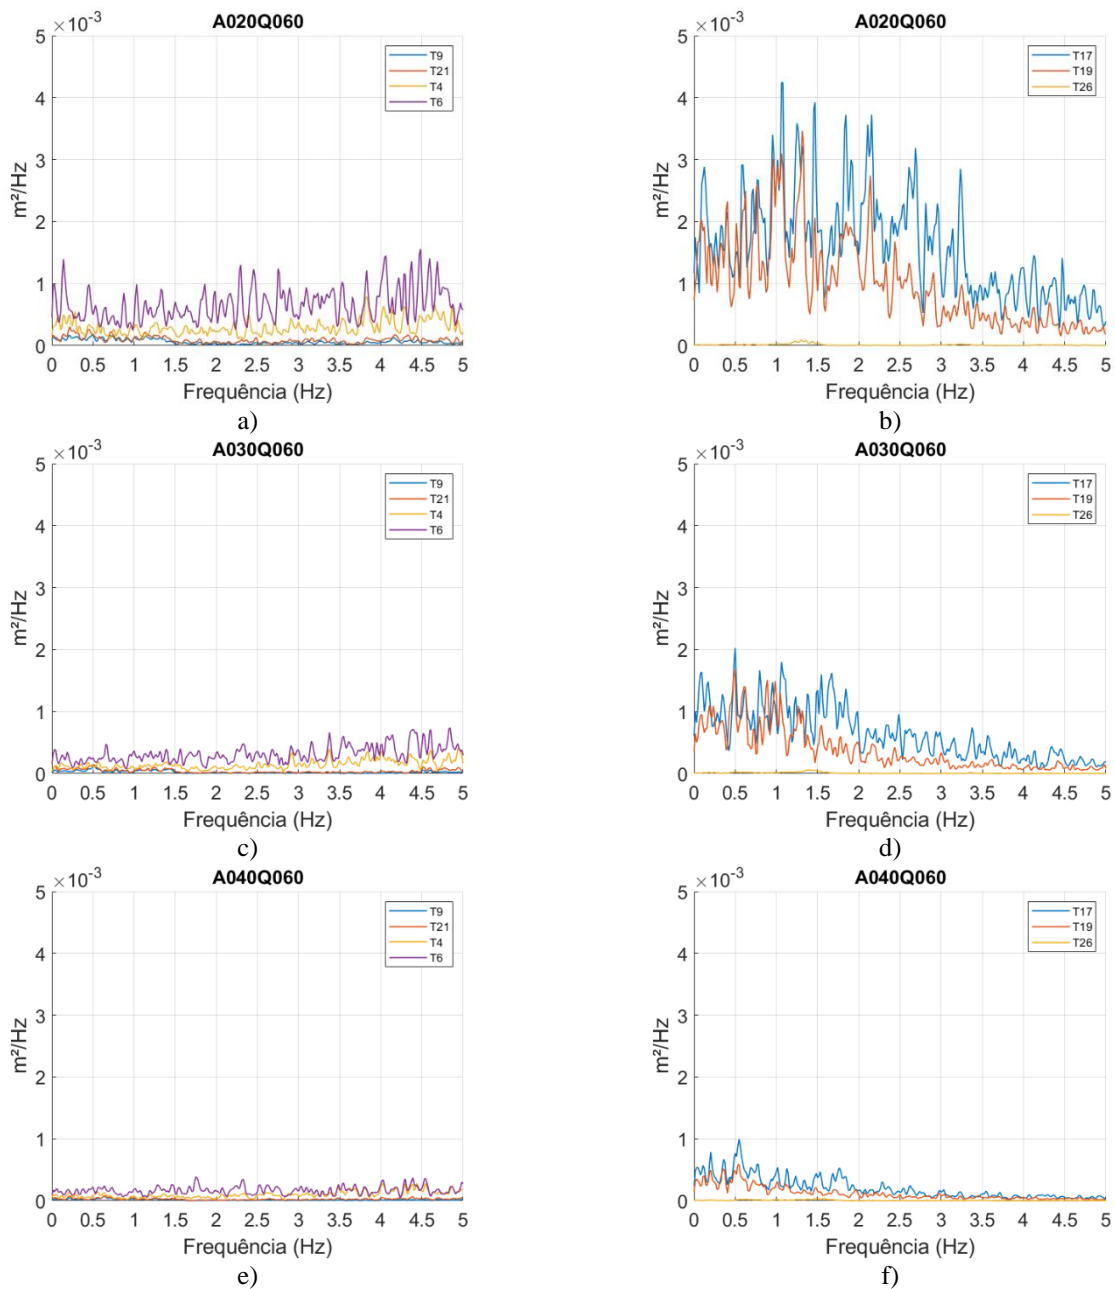 A020Q060
×10⁻³
5
4
3
2
1
0
m²/Hz
T9
T21
T4
T6
0 0.5 1 1.5 2 2.5 3 3.5 4 4.5 5
Frequência (Hz)
a)
A020Q060
×10⁻³
5
4
3
2
1
0
m²/Hz
T17
T19
T26
0 0.5 1 1.5 2 2.5 3 3.5 4 4.5 5
Frequência (Hz)
b)
A030Q060
×10⁻³
5
4
3
2
1
0
m²/Hz
T9
T21
T4
T6
0 0.5 1 1.5 2 2.5 3 3.5 4 4.5 5
Frequência (Hz)
c)
A030Q060
×10⁻³
5
4
3
2
1
0
m²/Hz
T17
T19
T26
0 0.5 1 1.5 2 2.5 3 3.5 4 4.5 5
Frequência (Hz)
d)
A040Q060
×10⁻³
5
4
3
2
1
0
m²/Hz
T9
T21
T4
T6
0 0.5 1 1.5 2 2.5 3 3.5 4 4.5 5
Frequência (Hz)
e)
A040Q060
×10⁻³
5
4
3
2
1
0
m²/Hz
T17
T19
T26
0 0.5 1 1.5 2 2.5 3 3.5 4 4.5 5
Frequência (Hz)
f)